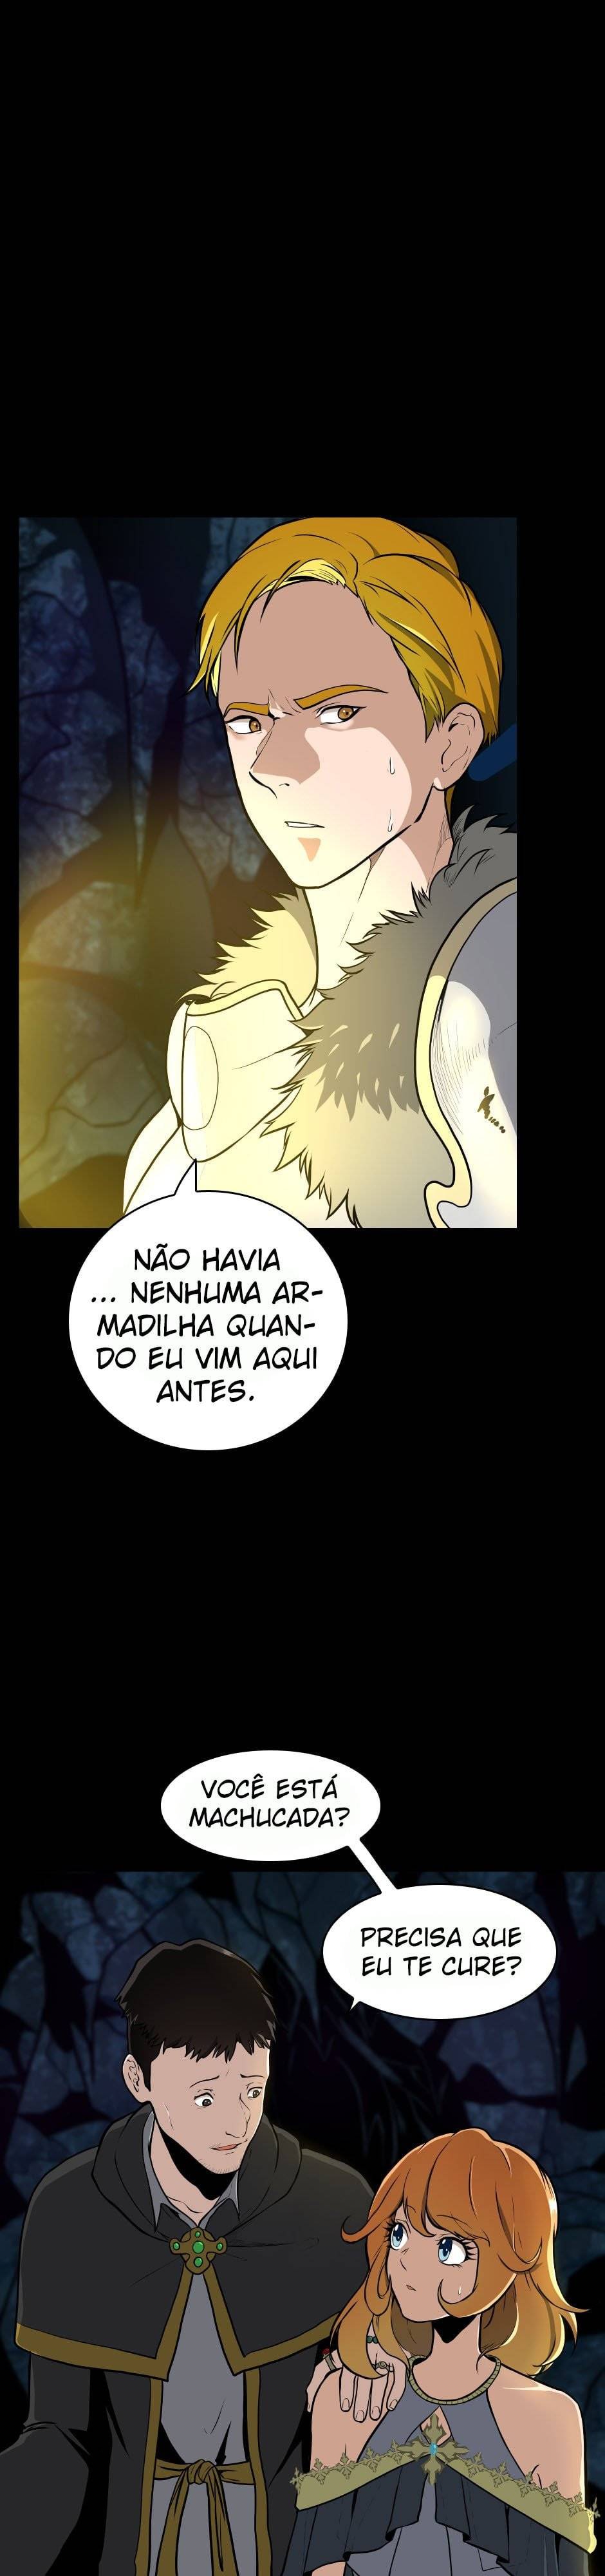 NÃO HAVIA
... NENHUMA AR-
MADILHA QUAN-
DO EU VIM AQUI
ANTES.
VOCÊ ESTÁ
MACHUCADA?
PRECISA QUE
EU TE CURE?